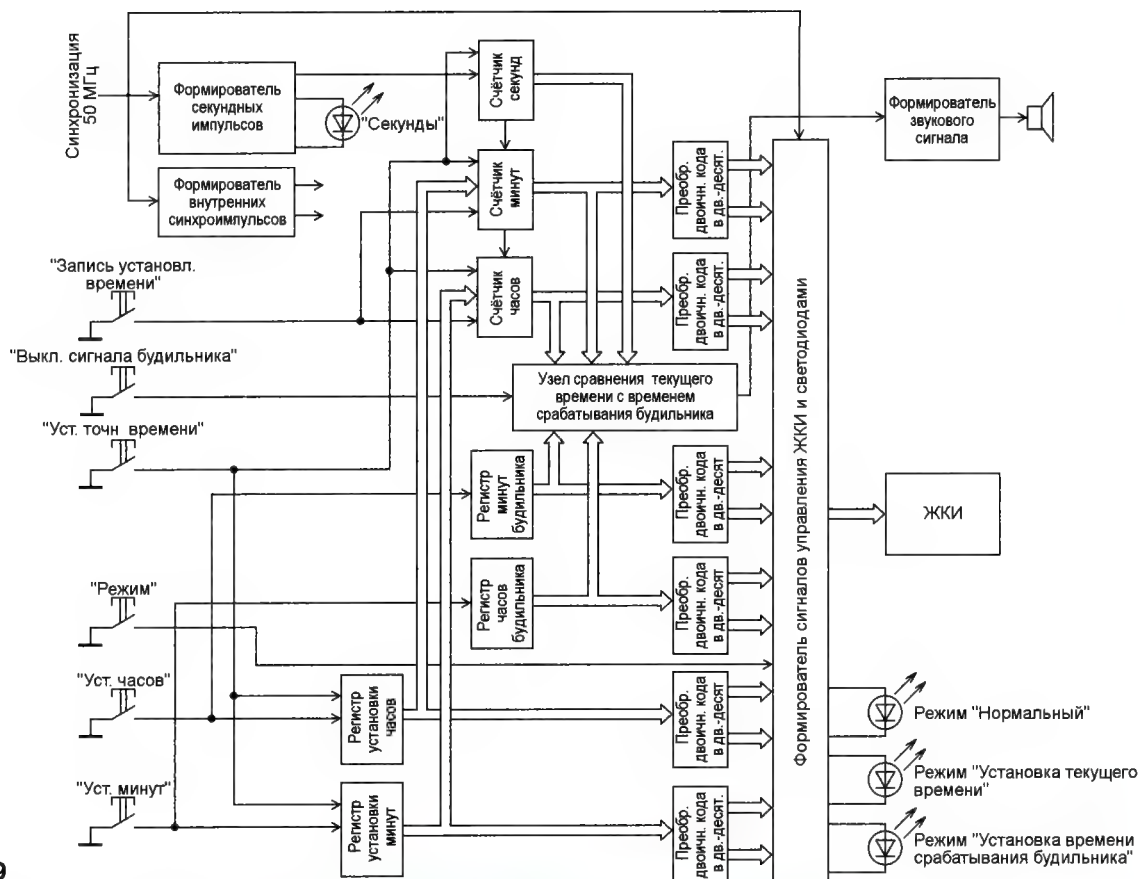 Синхронизация
50 МГц
Формирователь
секундных
импульсов
"Секунды"
Формирователь
внутренних
синхроимпульсов
Счётчик
секунд
Счётчик
минут
Счётчик
часов
Преобр.
двоичн. кода
в дв.-десят.
Преобр.
двоичн. кода
в дв.-десят.
Формирователь
звукового
сигнала
"Запись установл.
времени"
"Выкл. сигнала будильника"
"Уст. точн времени"
Узел сравнения текущего
времени с временем
срабатывания будильника
Регистр
минут
будильника
Преобр.
двоичн. кода
в дв.-десят
Регистр
часов
будильника
Преобр.
двоичн. кода
в дв.-десят
Формирователь сигналов управления ЖКИ и светодиодами
ЖКИ
"Режим"
"Уст. часов"
Регистр
установки
часов
Преобр.
двоичн. кода
в дв.-десят
"Уст. минут"
Регистр
установки
минут
Преобр.
двоичн. кода
в дв.-десят
Режим "Нормальный"
Режим "Установка текущего
времени"
Режим "Установка времени
срабатывания будильника"
9